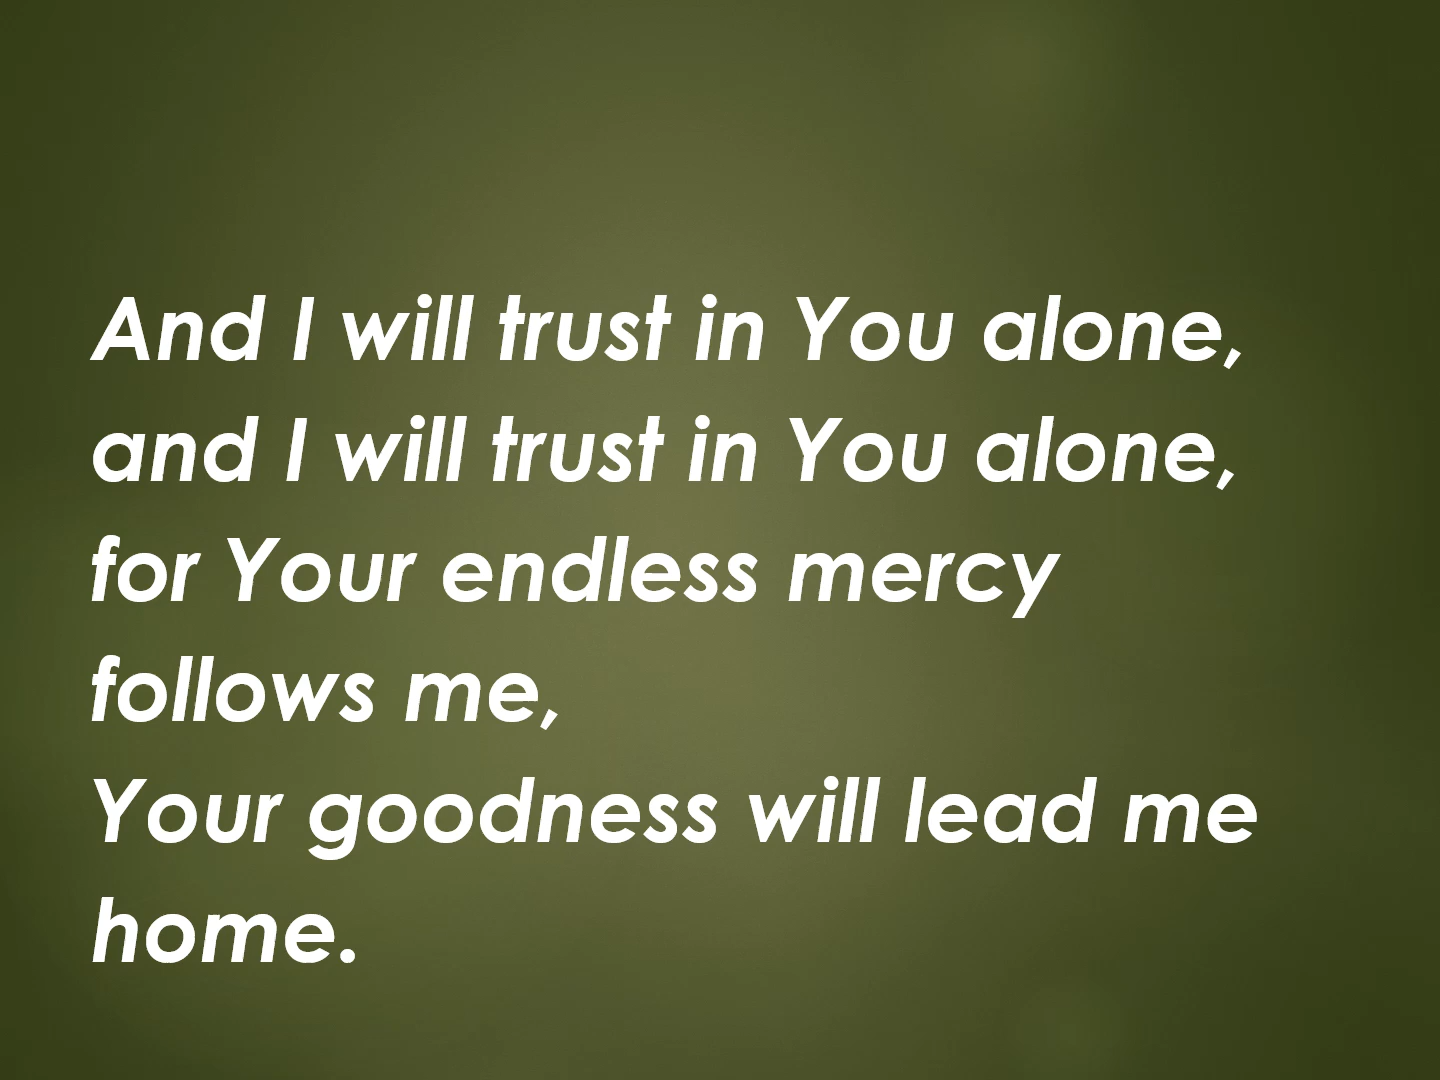 And I will trust in You alone,
and I will trust in You alone,
for Your endless mercy
follows me,
Your goodness will lead me
home.